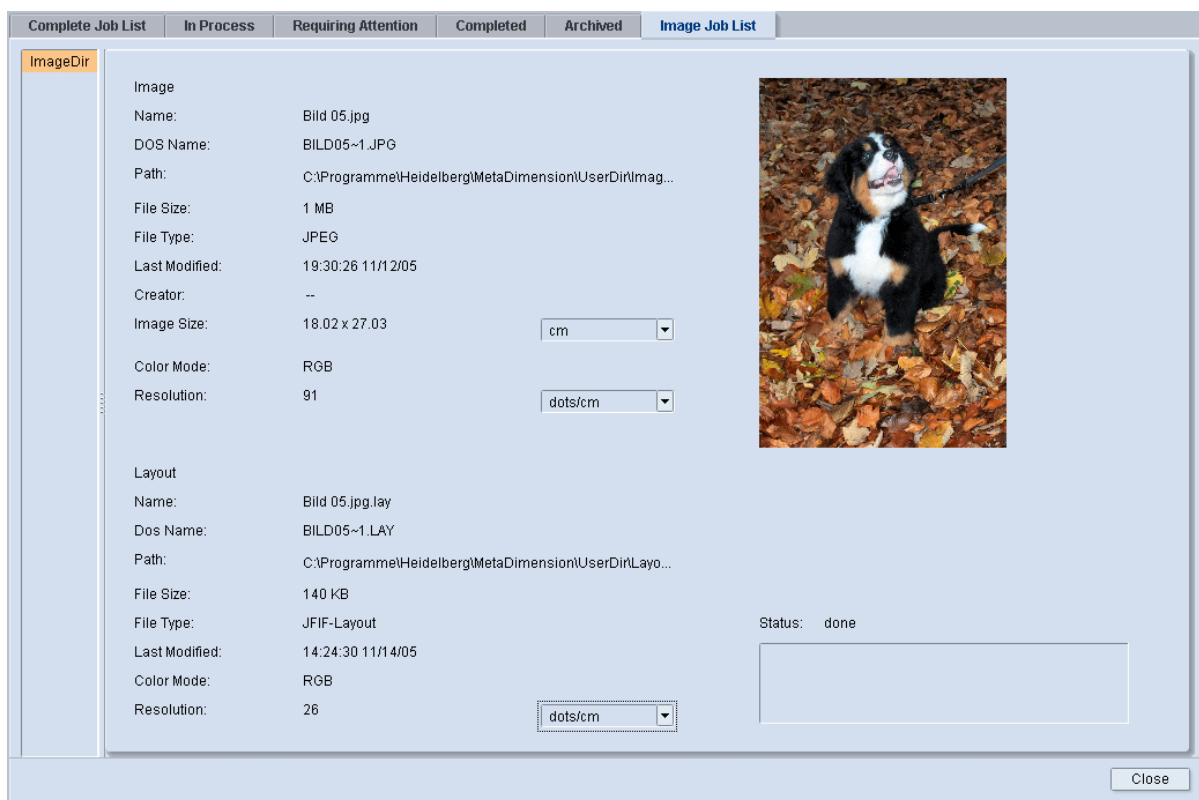 Complete Job List In Process Requiring Attention Completed Archived Image Job List
ImageDir
Image
Name: Bild 05.jpg
DOS Name: BILD05~1.JPG
Path: C:\Programme\Heidelberg\MetaDimension\UserDir\Imag...
File Size: 1 MB
File Type: JPEG
Last Modified: 19:30:26 11/12/05
Creator: --
Image Size: 18.02 x 27.03 cm
Color Mode: RGB
Resolution: 91 dots/cm
Layout
Name: Bild 05.jpg.lay
Dos Name: BILD05~1.LAY
Path: C:\Programme\Heidelberg\MetaDimension\UserDir\Layo...
File Size: 140 KB
File Type: JFIF-Layout Status: done
Last Modified: 14:24:30 11/14/05
Color Mode: RGB
Resolution: 26 dots/cm
Close